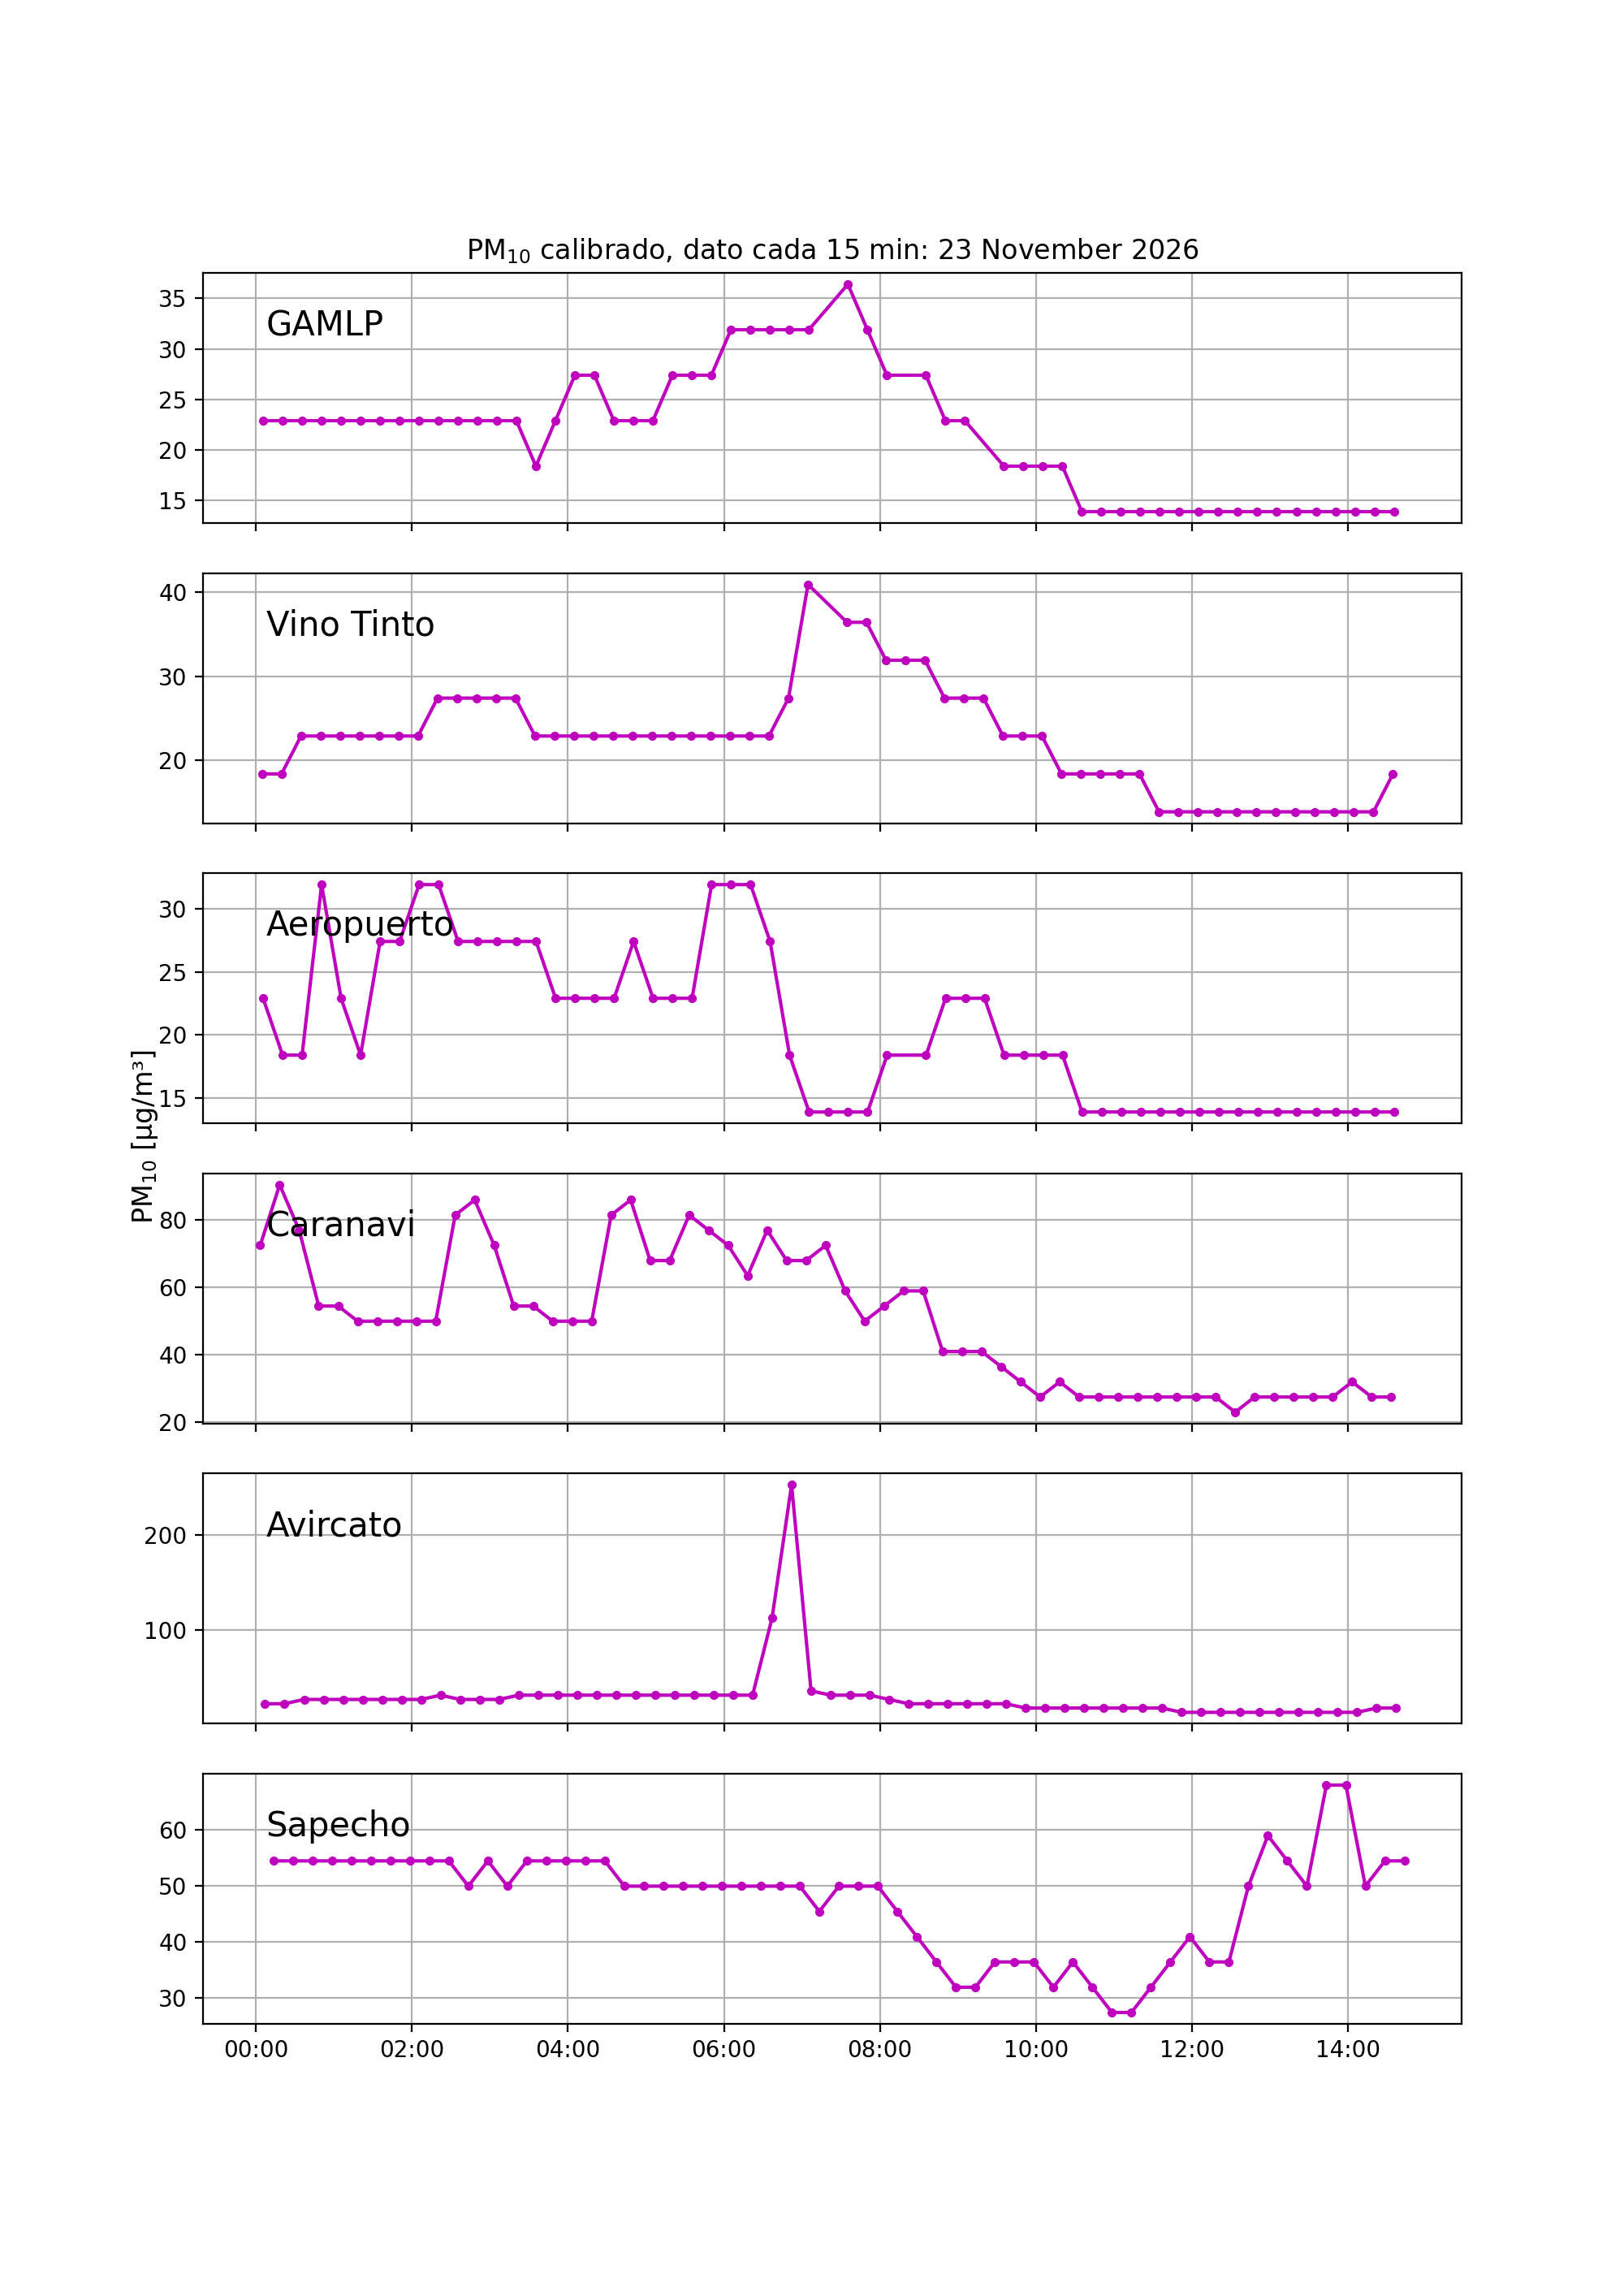 PM₁₀ calibrado, dato cada 15 min: 23 November 2026
GAMLP
35
30
25
20
15
Vino Tinto
40
30
20
Aeropuerto
30
25
20
15
PM₁₀ [µg/m³]
Caranavi
80
60
40
20
Avircato
200
100
Sapecho
60
50
40
30
00:00 02:00 04:00 06:00 08:00 10:00 12:00 14:00